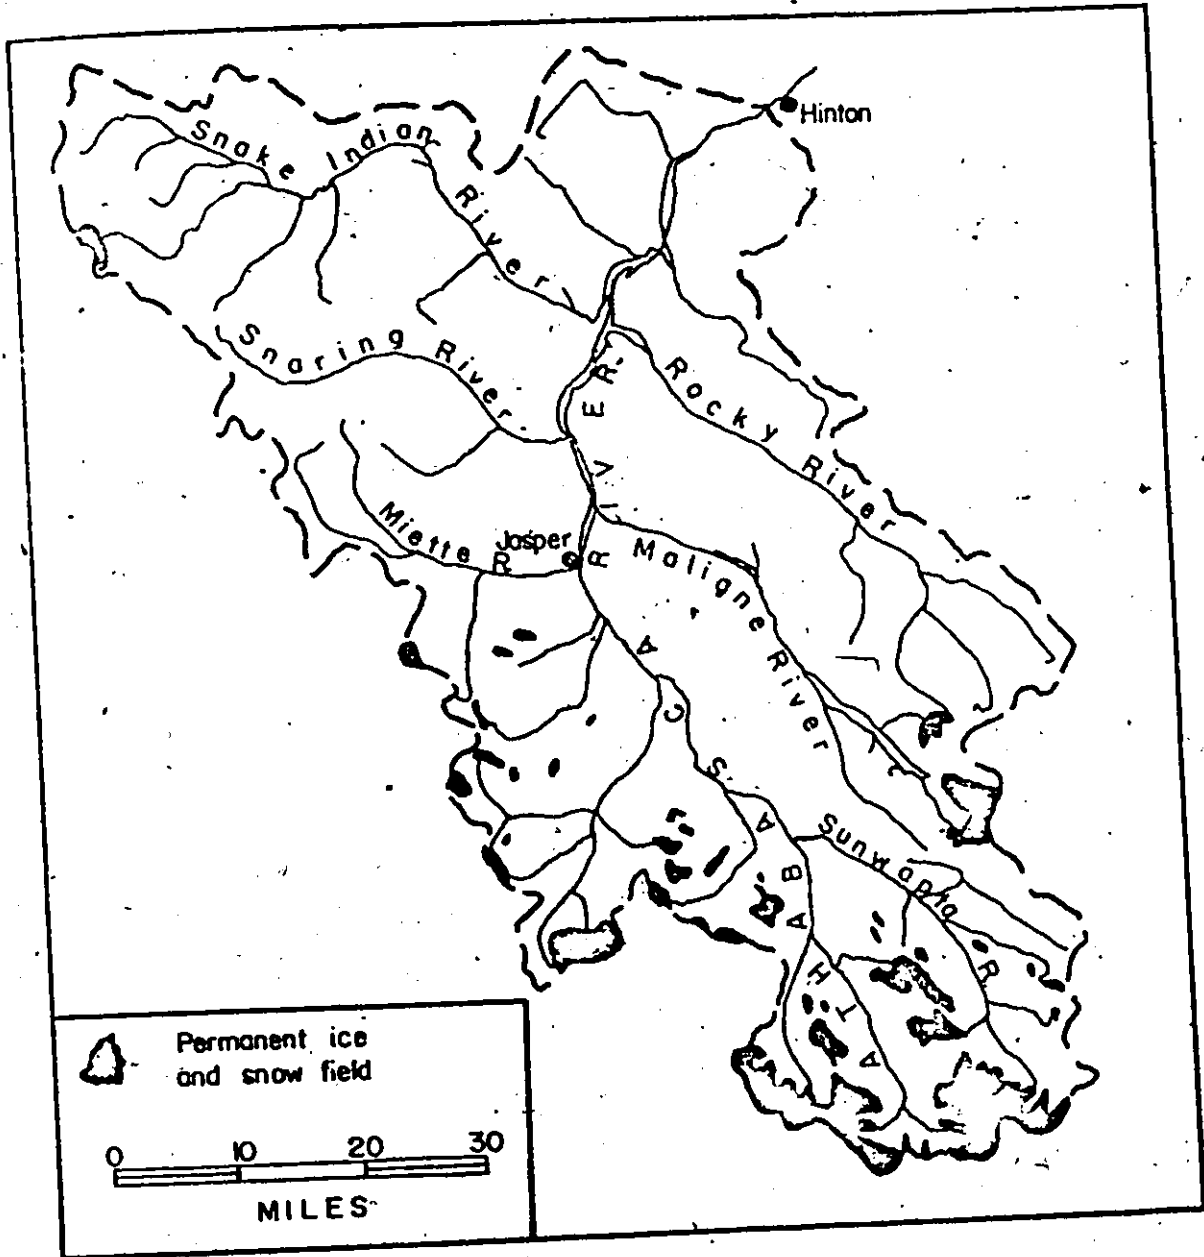 Hinton
Snake Indian River
Snaring River
Rocky River
Miette R
Jasper
Maligne River
ATHABASCA RIVER
Sunwapta R
Permanent ice
and snow field
0 10 20 30
MILES